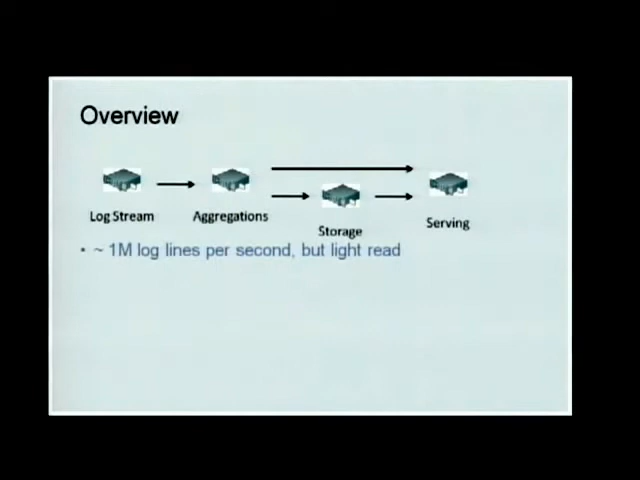 Overview
Log Stream
Aggregations
Storage
Serving
• ~ 1M log lines per second, but light read